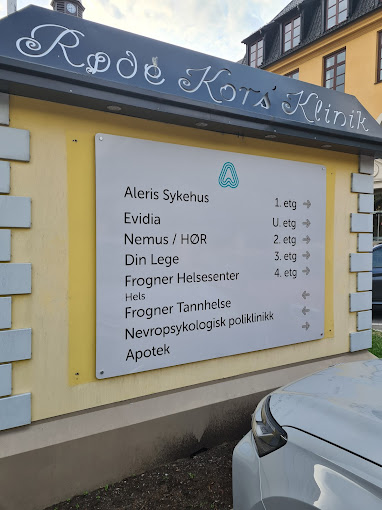 Røde Kors Klinik
Aleris Sykehus 1. etg →
Evidia U. etg →
Nemus / HØR 2. etg →
Din Lege 3. etg →
Frogner Helsesenter 4. etg →
Hels
Frogner Tannhelse ←
Nevropsykologisk poliklinikk →
Apotek